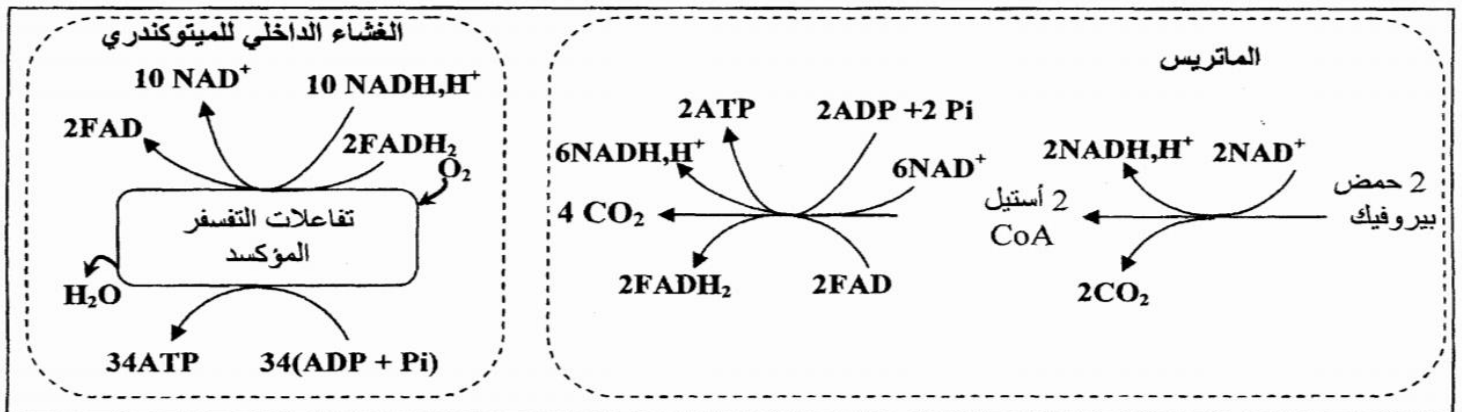 الماتريس
2 حمض
بيروفيك
2NAD⁺
2NADH,H⁺
2CO₂
2 أستيل
CoA
2ADP +2 Pi
2ATP
6NAD⁺
6NADH,H⁺
4 CO₂
2FAD
2FADH₂
الغشاء الداخلي للميتوكندري
10 NADH,H⁺
10 NAD⁺
2FADH₂
2FAD
O₂
تفاعلات التفسفر
المؤكسد
H₂O
34(ADP + Pi)
34ATP